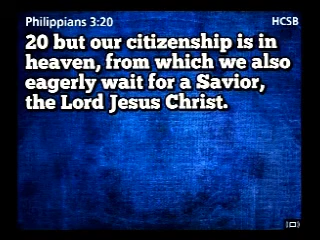 Philippians 3:20 HCSB
20 but our citizenship is in
heaven, from which we also
eagerly wait for a Savior,
the Lord Jesus Christ.